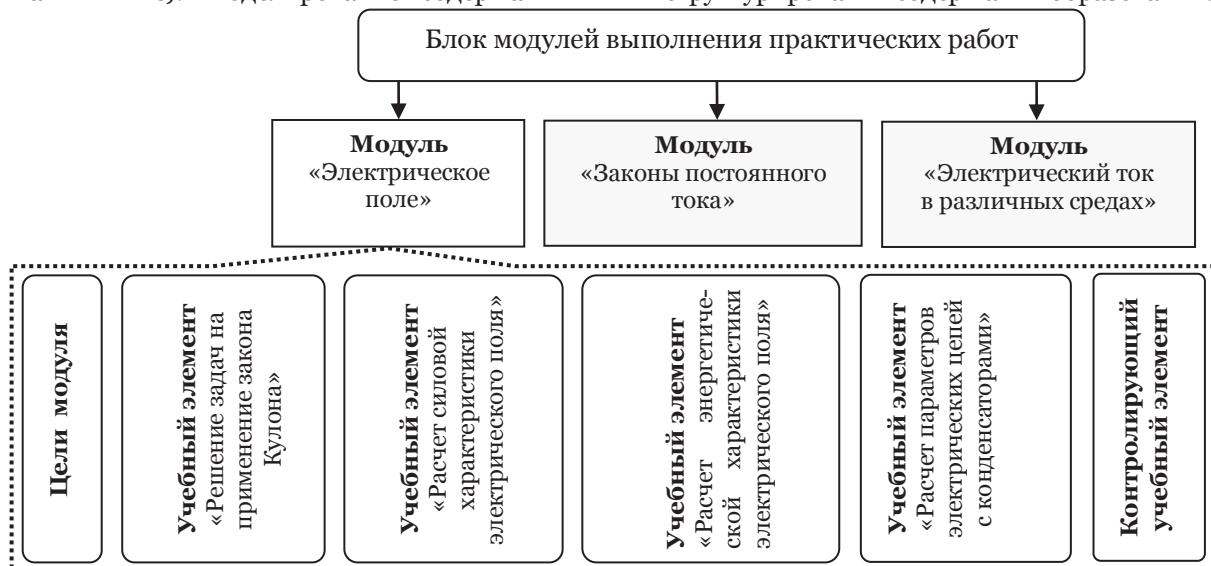 Блок модулей выполнения практических работ
Модуль
«Электрическое
поле»
Модуль
«Законы постоянного
тока»
Модуль
«Электрический ток
в различных средах»
Цели модуля
Учебный элемент
«Решение задач на
применение закона
Кулона»
Учебный элемент
«Расчет силовой
характеристики
электрического поля»
Учебный элемент
«Расчет энергетиче-
ской характеристики
электрического поля»
Учебный элемент
«Расчет параметров
электрических цепей
с конденсаторами»
Контролирующий
учебный элемент